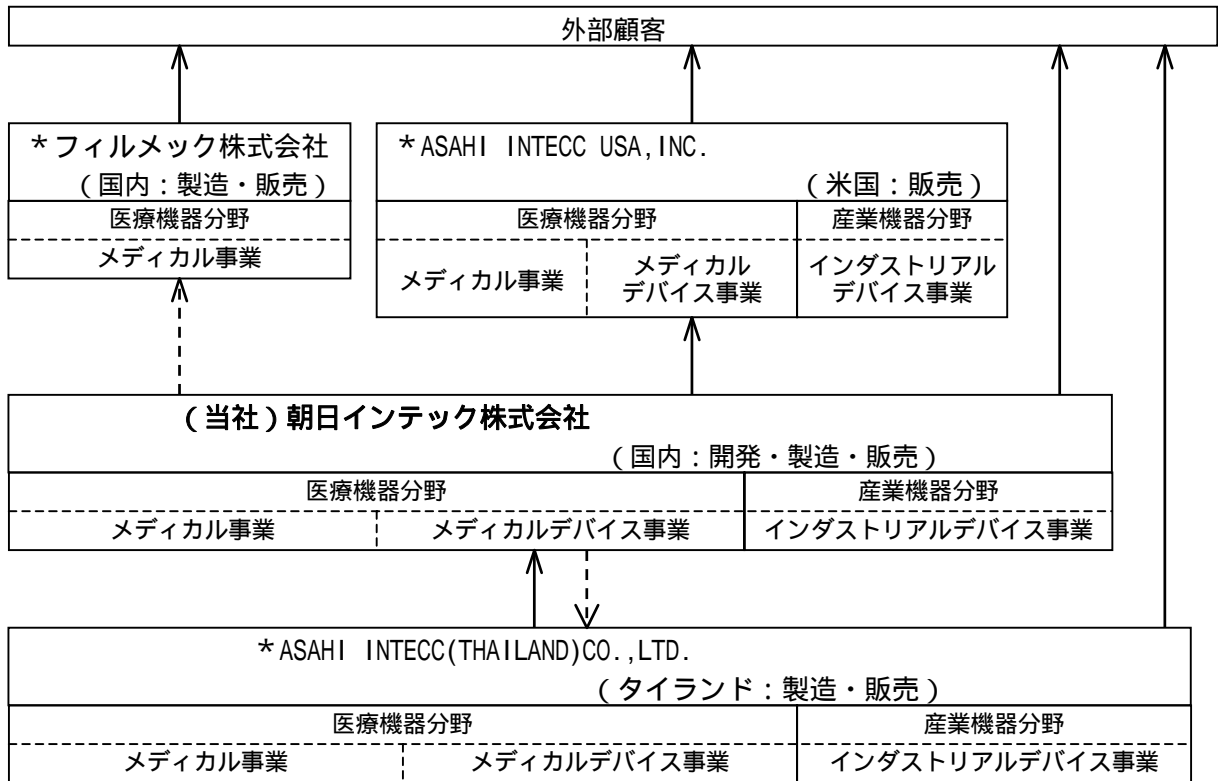 外部顧客
*フィルメック株式会社
(国内:製造・販売)
医療機器分野
メディカル事業
*ASAHI INTECC USA,INC.
(米国:販売)
医療機器分野 産業機器分野
メディカル事業 メディカル
デバイス事業 インダストリアル
デバイス事業
(当社)朝日インテック株式会社
(国内:開発・製造・販売)
医療機器分野 産業機器分野
メディカル事業 メディカルデバイス事業 インダストリアルデバイス事業
*ASAHI INTECC(THAILAND)CO.,LTD.
(タイランド:製造・販売)
医療機器分野 産業機器分野
メディカル事業 メディカルデバイス事業 インダストリアルデバイス事業